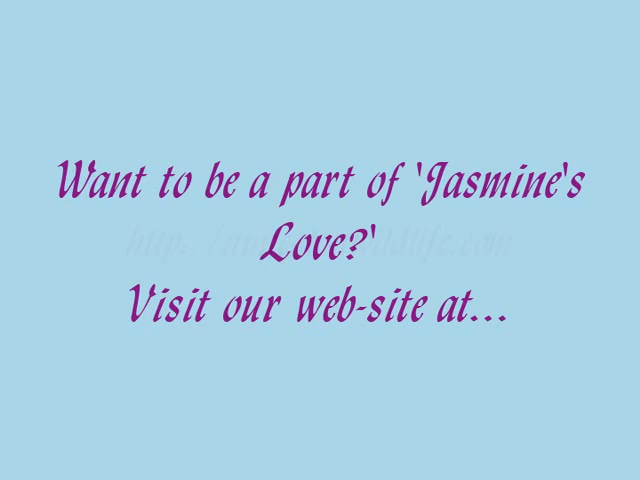 Want to be a part of 'Jasmine's
Love?'
Visit our web-site at...